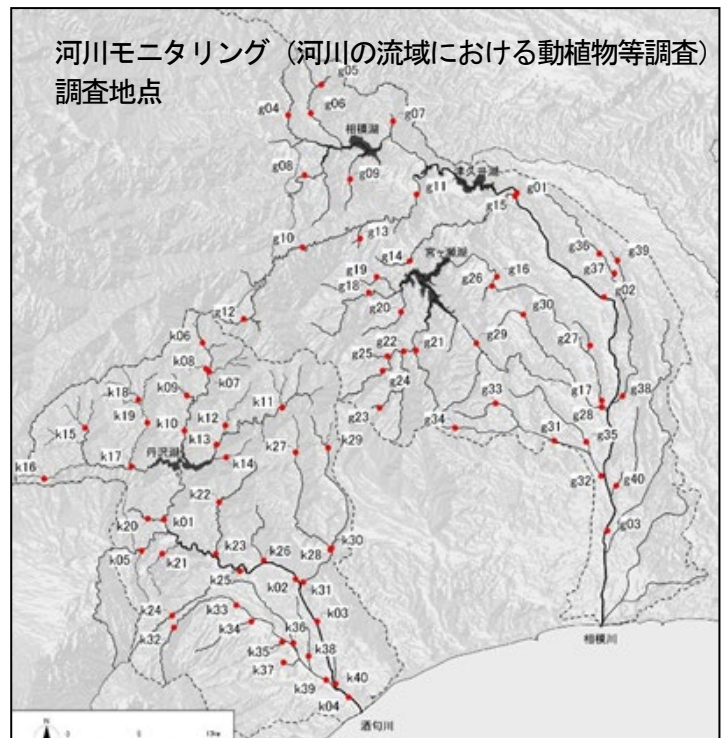 河川モニタリング（河川の流域における動植物等調査）
調査地点
g05
g04
g06
g07
相模湖
g08
g09
津久井湖
g11
g01
g15
g10
g13
g36
g39
g14
宮ヶ瀬湖
g37
g19
g16
g18
g26
g02
g12
g20
g30
k06
g29
g27
g22
g21
g25
k08
k07
g24
k18
k09
k11
g33
g17
g38
g23
g28
k19
k12
k15
k10
g34
g31
g35
k13
k27
k29
丹沢湖
k17
k14
k16
g32
g40
k22
k20
k01
g03
k23
k26
k28
k30
k05
k21
k25
k02
k31
k24
k33
k03
k32
k34
k36
相模川
k35
k38
k37
k39
k40
k04
酒匂川
N
0